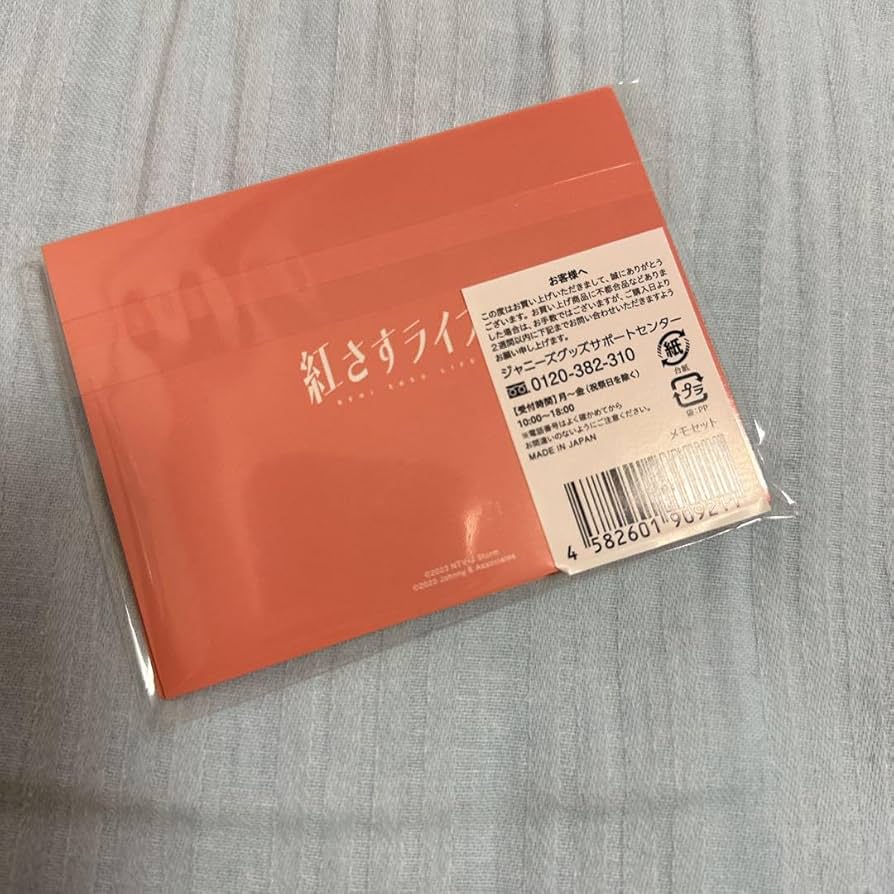 紅さすライフ
BENI SASU LIFE
お客様へ
この度はお買い上げいただきまして、誠にありがとう
ございます。お買い上げ商品に不都合品などありま
した場合は、お手数ではございますが、ご購入日より
2週間以内に下記までお問い合わせいただきますよう
お願い申し上げます。
ジャニーズグッズサポートセンター
0120-382-310
【受付時間】月〜金(祝祭日を除く)
10:00〜18:00
※電話番号はよく確かめてから
お間違いのないようにご注意ください。
MADE IN JAPAN
紙
台紙
プラ
袋:PP
メモセット
4 582601
©2023 NTV・J Storm
©2023 Johnny & Associates